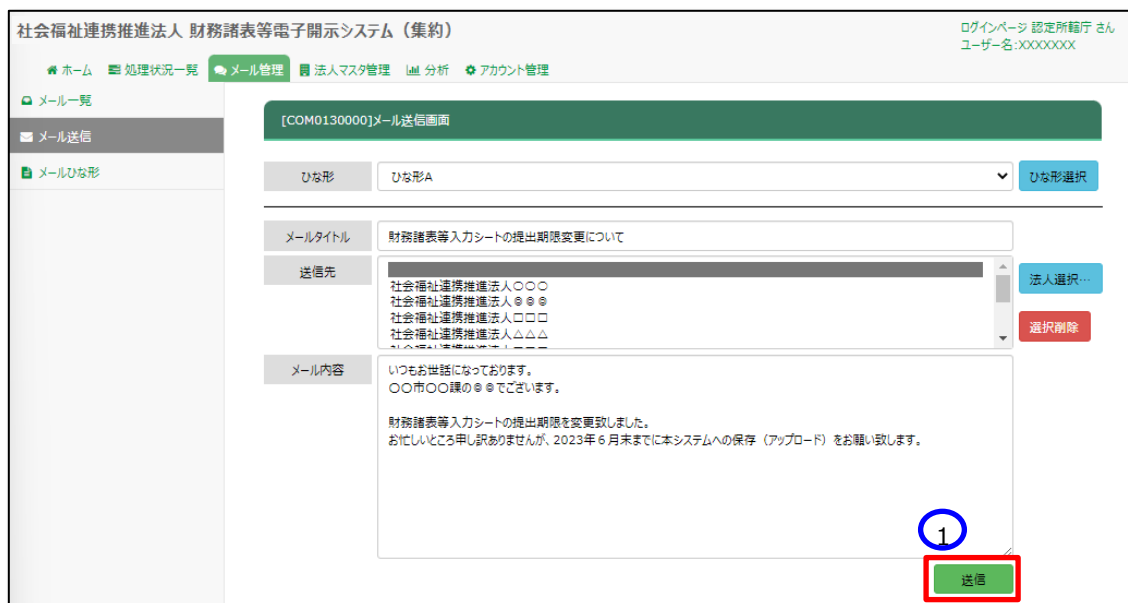 社会福祉連携推進法人 財務諸表等電子開示システム（集約）
ログインページ 認定所轄庁 さん
ユーザー名:XXXXXXX
ホーム 処理状況一覧 メール管理 法人マスタ管理 分析 アカウント管理
メール一覧
メール送信
メールひな形
[COM0130000]メール送信画面
ひな形 ひな形A ひな形選択
メールタイトル 財務諸表等入力シートの提出期限変更について
送信先
法人選択…
社会福祉連携推進法人○○○
社会福祉連携推進法人◎◎◎
社会福祉連携推進法人□□□
社会福祉連携推進法人△△△
選択削除
メール内容
いつもお世話になっております。
〇〇市〇〇課の◎◎でございます。
財務諸表等入力シートの提出期限を変更致しました。
お忙しいところ申し訳ありませんが、2023年６月末までに本システムへの保存（アップロード）をお願い致します。
1
送信